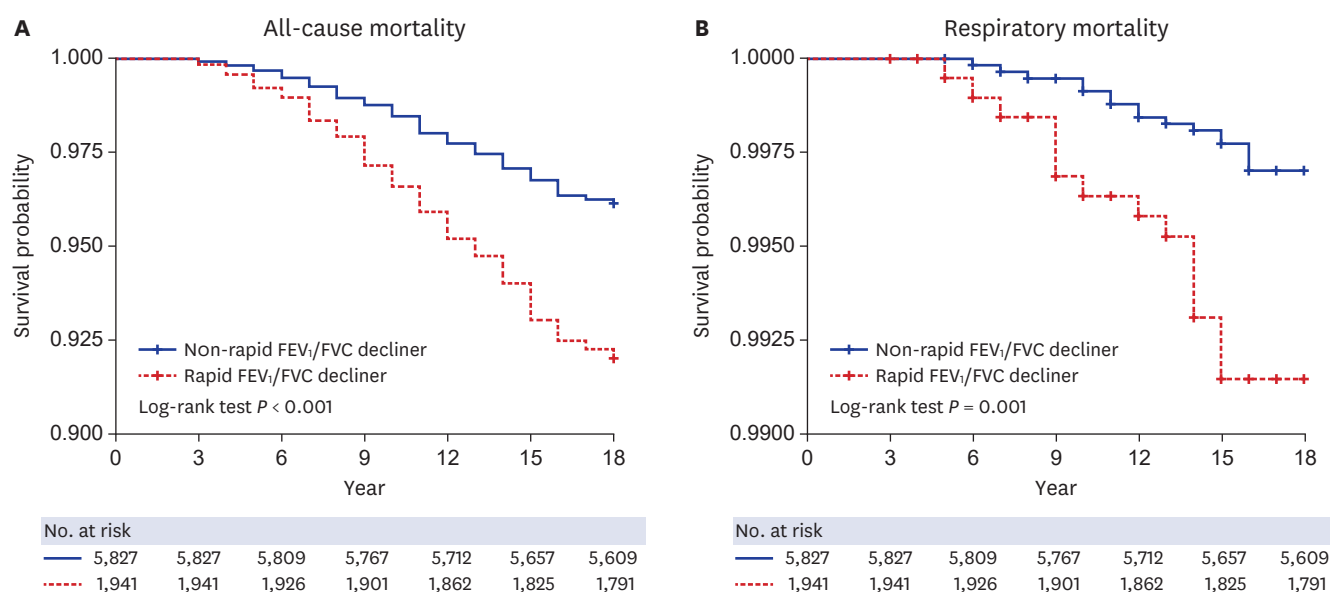 A All-cause mortality
1.000
0.975
0.950
0.925
0.900
Survival probability
Non-rapid FEV₁/FVC decliner
Rapid FEV₁/FVC decliner
Log-rank test P < 0.001
0 3 6 9 12 15 18
Year
No. at risk
5,827 5,827 5,809 5,767 5,712 5,657 5,609
1,941 1,941 1,926 1,901 1,862 1,825 1,791
B Respiratory mortality
1.0000
0.9975
0.9950
0.9925
0.9900
Survival probability
Non-rapid FEV₁/FVC decliner
Rapid FEV₁/FVC decliner
Log-rank test P = 0.001
0 3 6 9 12 15 18
Year
No. at risk
5,827 5,827 5,809 5,767 5,712 5,657 5,609
1,941 1,941 1,926 1,901 1,862 1,825 1,791